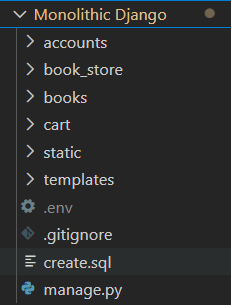 Monolithic Django
accounts
book_store
books
cart
static
templates
.env
.gitignore
create.sql
manage.py